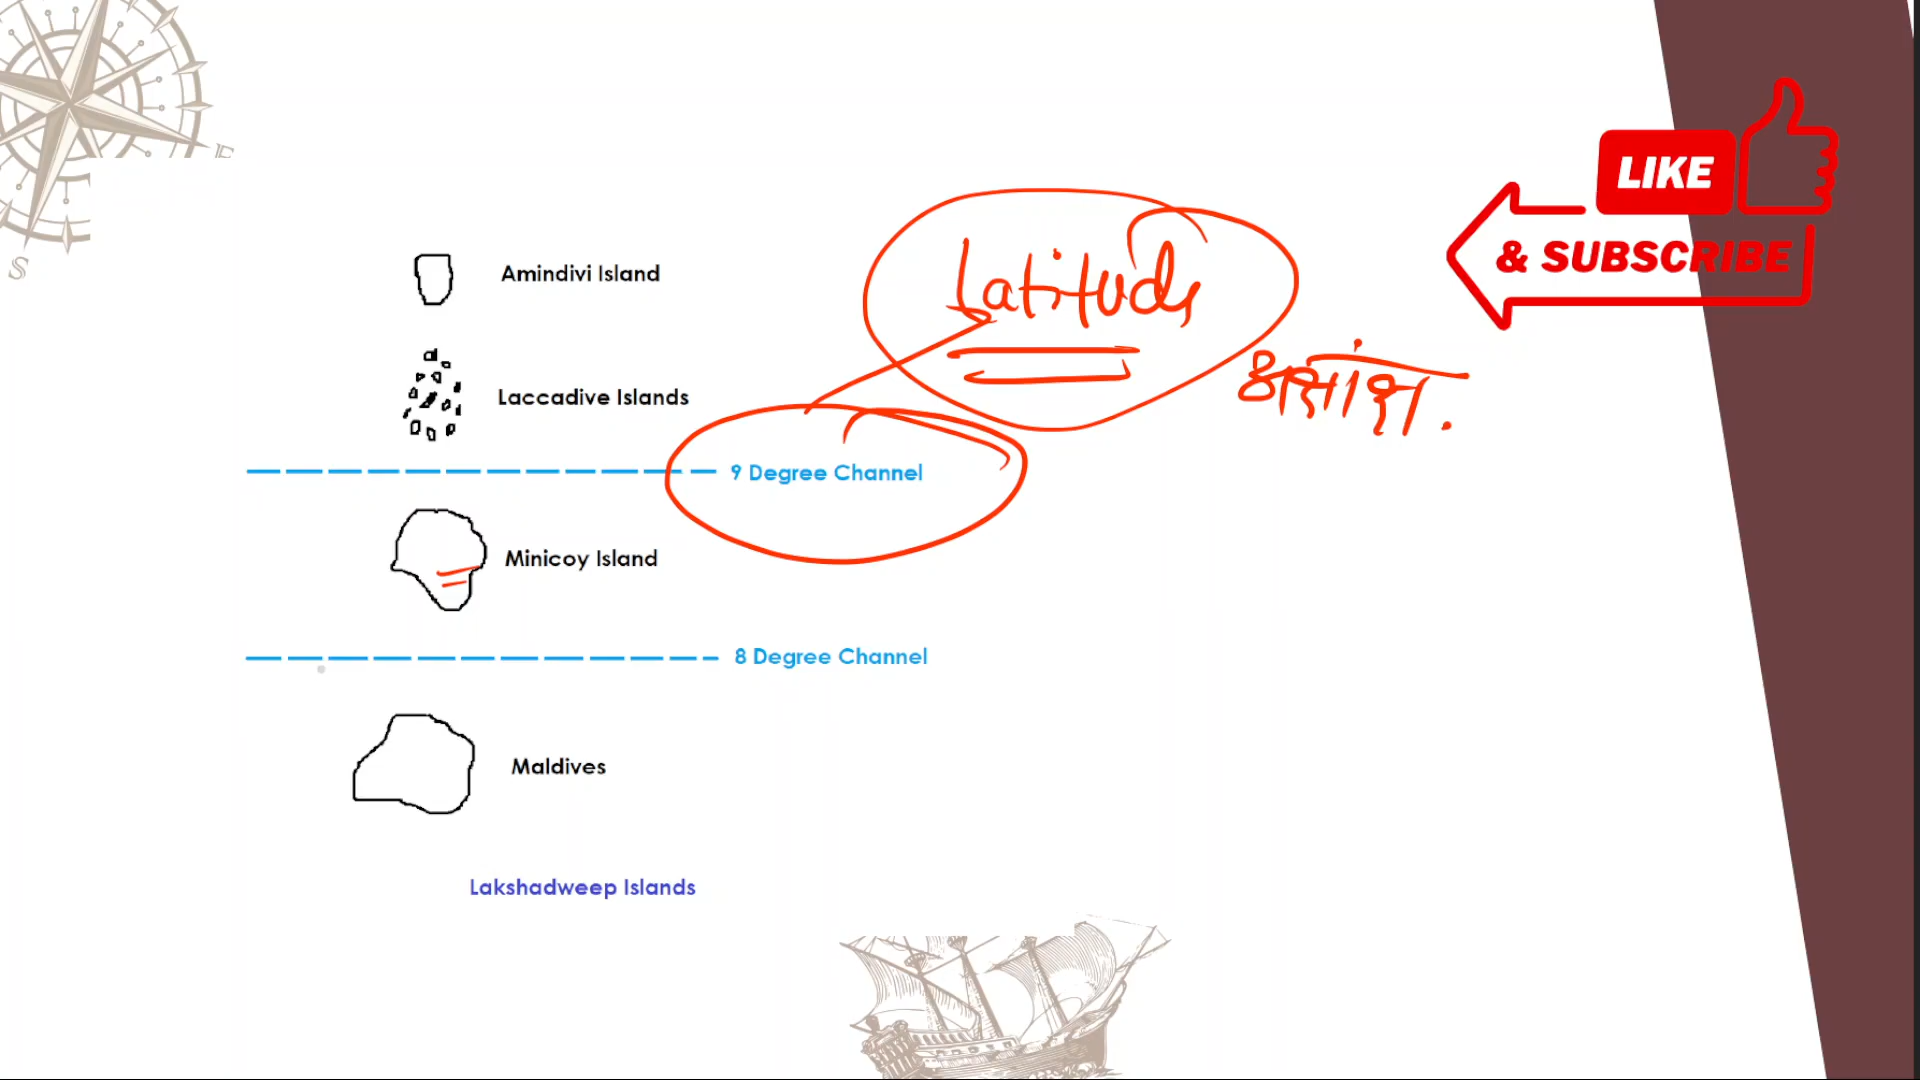 E
S
LIKE
& SUBSCRIBE
Amindivi Island
Latitude
अक्षांश.
Laccadive Islands
9 Degree Channel
Minicoy Island
8 Degree Channel
Maldives
Lakshadweep Islands